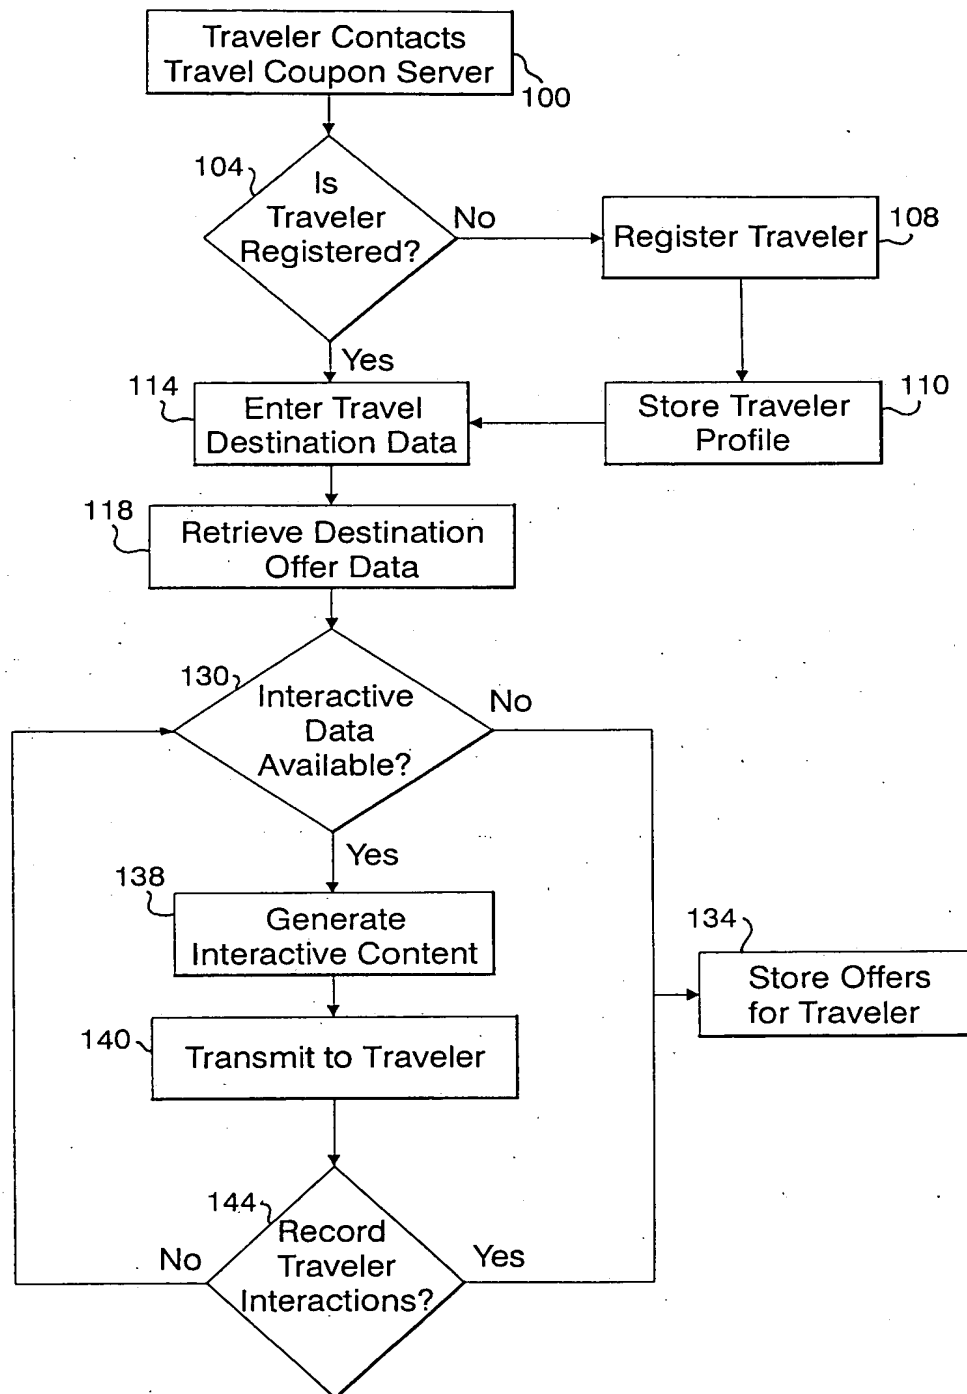 Traveler Contacts
Travel Coupon Server
100
104
Is
Traveler
Registered?
No
Register Traveler
108
Yes
114
Enter Travel
Destination Data
Store Traveler
Profile
110
118
Retrieve Destination
Offer Data
130
Interactive
Data
Available?
No
Yes
138
Generate
Interactive Content
134
Store Offers
for Traveler
140
Transmit to Traveler
144
Record
Traveler
Interactions?
No
Yes